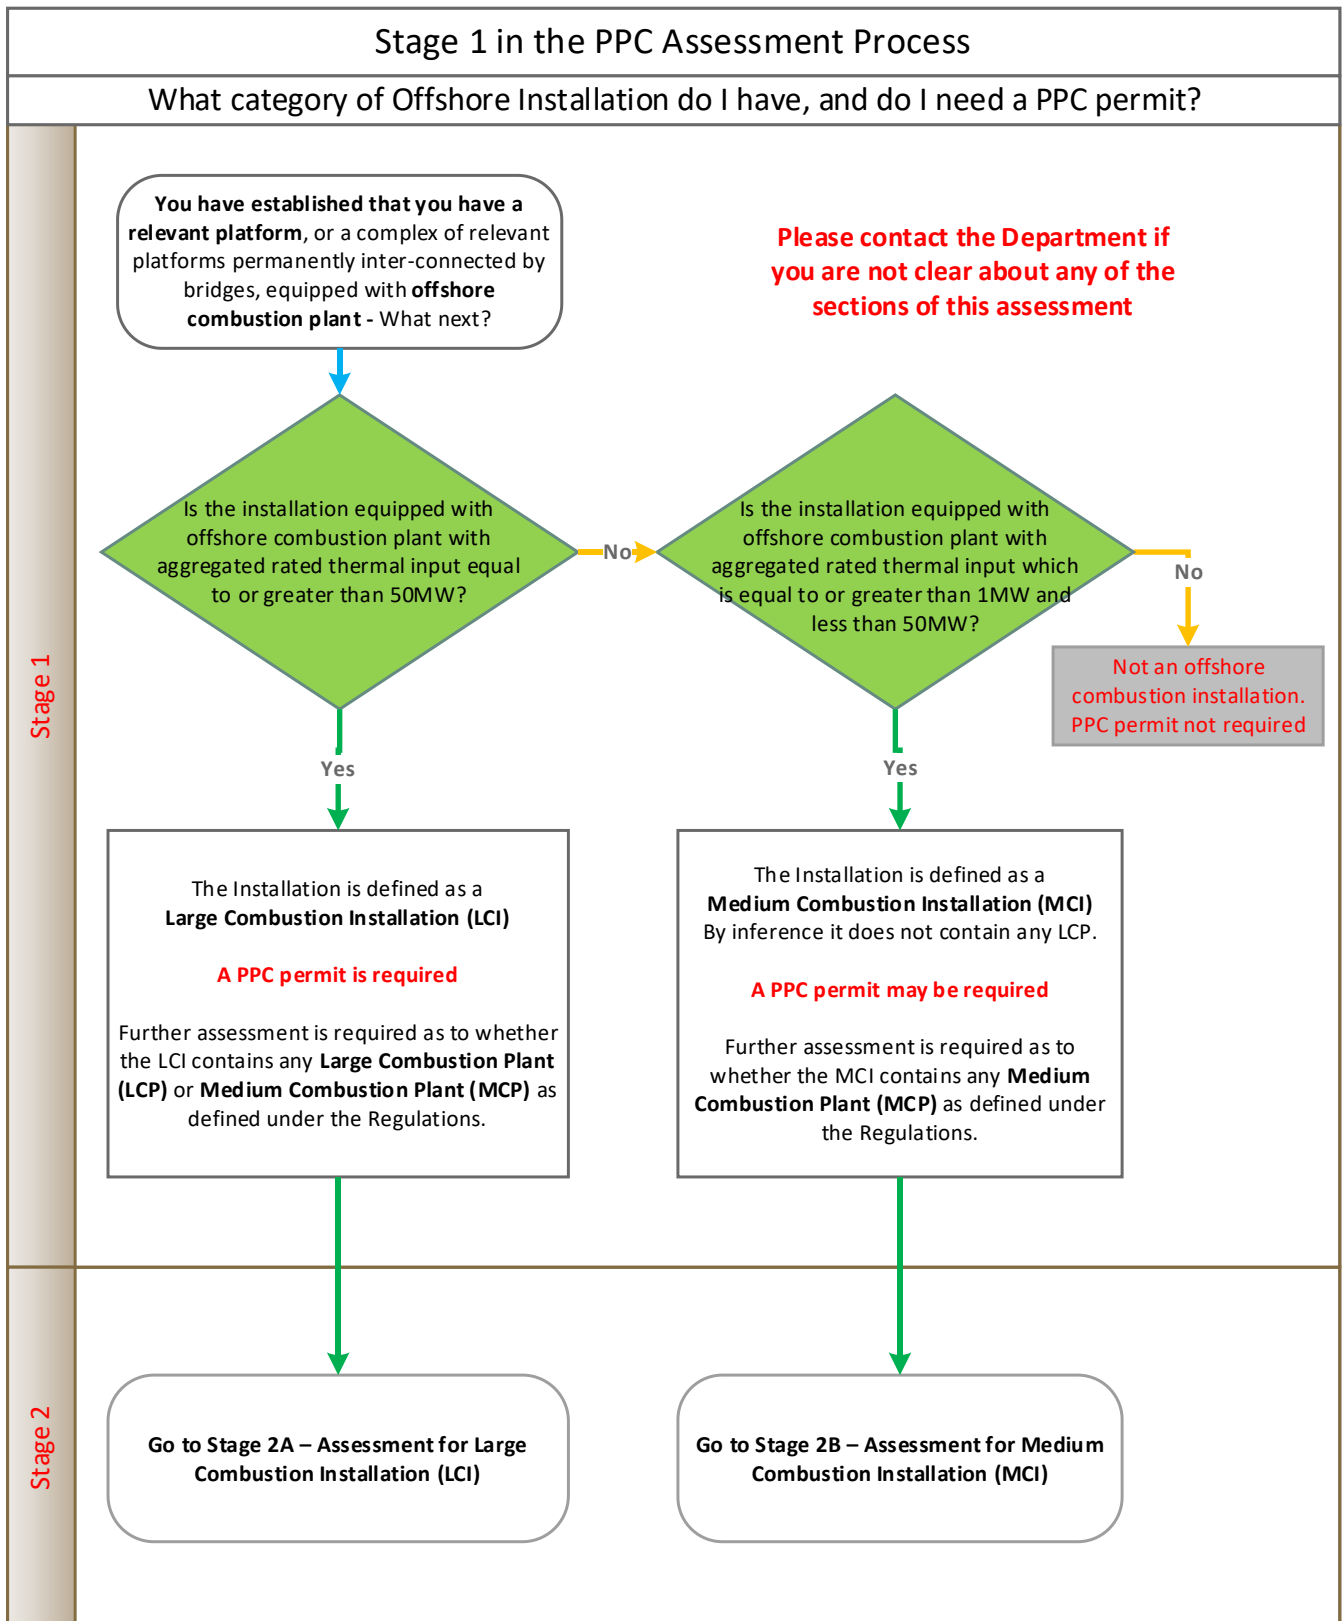 Stage 1 in the PPC Assessment Process
What category of Offshore Installation do I have, and do I need a PPC permit?
Stage 1
You have established that you have a
relevant platform, or a complex of relevant
platforms permanently inter-connected by
bridges, equipped with offshore
combustion plant - What next?
Please contact the Department if
you are not clear about any of the
sections of this assessment
Is the installation equipped with
offshore combustion plant with
aggregated rated thermal input equal
to or greater than 50MW?
No
Is the installation equipped with
offshore combustion plant with
aggregated rated thermal input which
is equal to or greater than 1MW and
less than 50MW?
No
Not an offshore
combustion installation.
PPC permit not required
Yes
Yes
The Installation is defined as a
Large Combustion Installation (LCI)
A PPC permit is required
Further assessment is required as to whether
the LCI contains any Large Combustion Plant
(LCP) or Medium Combustion Plant (MCP) as
defined under the Regulations.
The Installation is defined as a
Medium Combustion Installation (MCI)
By inference it does not contain any LCP.
A PPC permit may be required
Further assessment is required as to
whether the MCI contains any Medium
Combustion Plant (MCP) as defined under
the Regulations.
Stage 2
Go to Stage 2A – Assessment for Large
Combustion Installation (LCI)
Go to Stage 2B – Assessment for Medium
Combustion Installation (MCI)